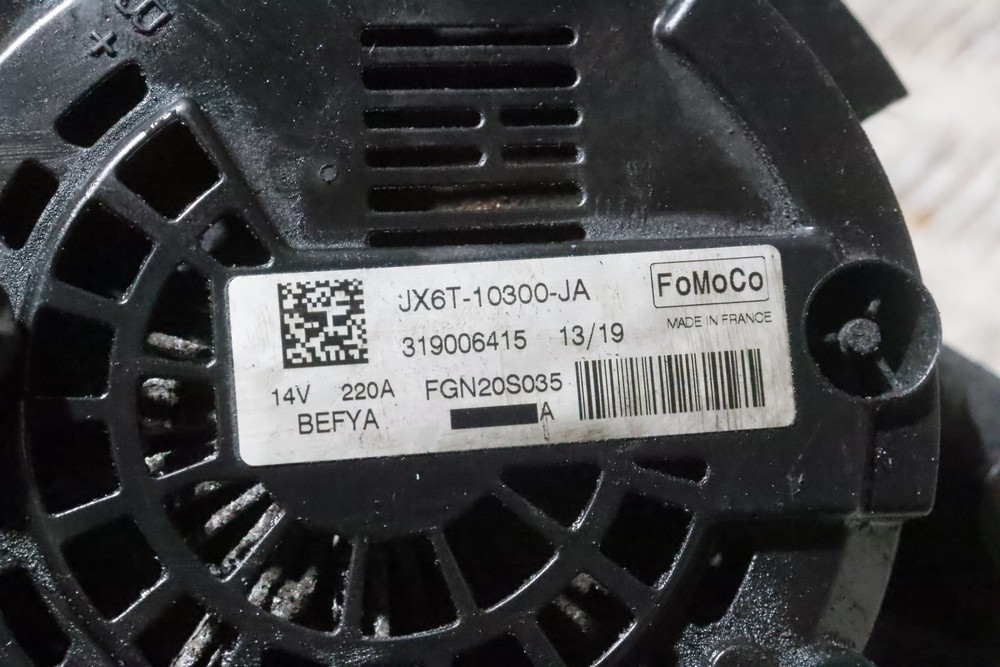 B+
JX6T-10300-JA
FoMoCo
MADE IN FRANCE
319006415 13/19
14V 220A FGN20S035
BEFYA
A